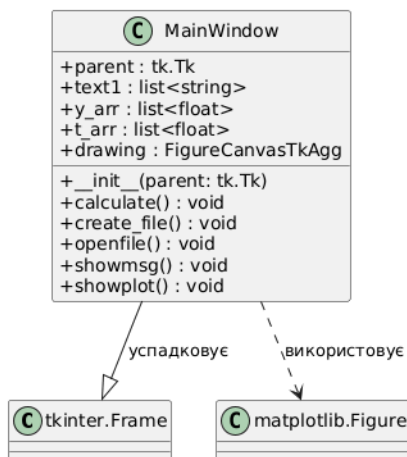 C MainWindow
+parent : tk.Tk
+text1 : list<string>
+y_arr : list<float>
+t_arr : list<float>
+drawing : FigureCanvasTkAgg
+__init__(parent: tk.Tk)
+calculate() : void
+create_file() : void
+openfile() : void
+showmsg() : void
+showplot() : void
успадковує
використовує
C tkinter.Frame
C matplotlib.Figure